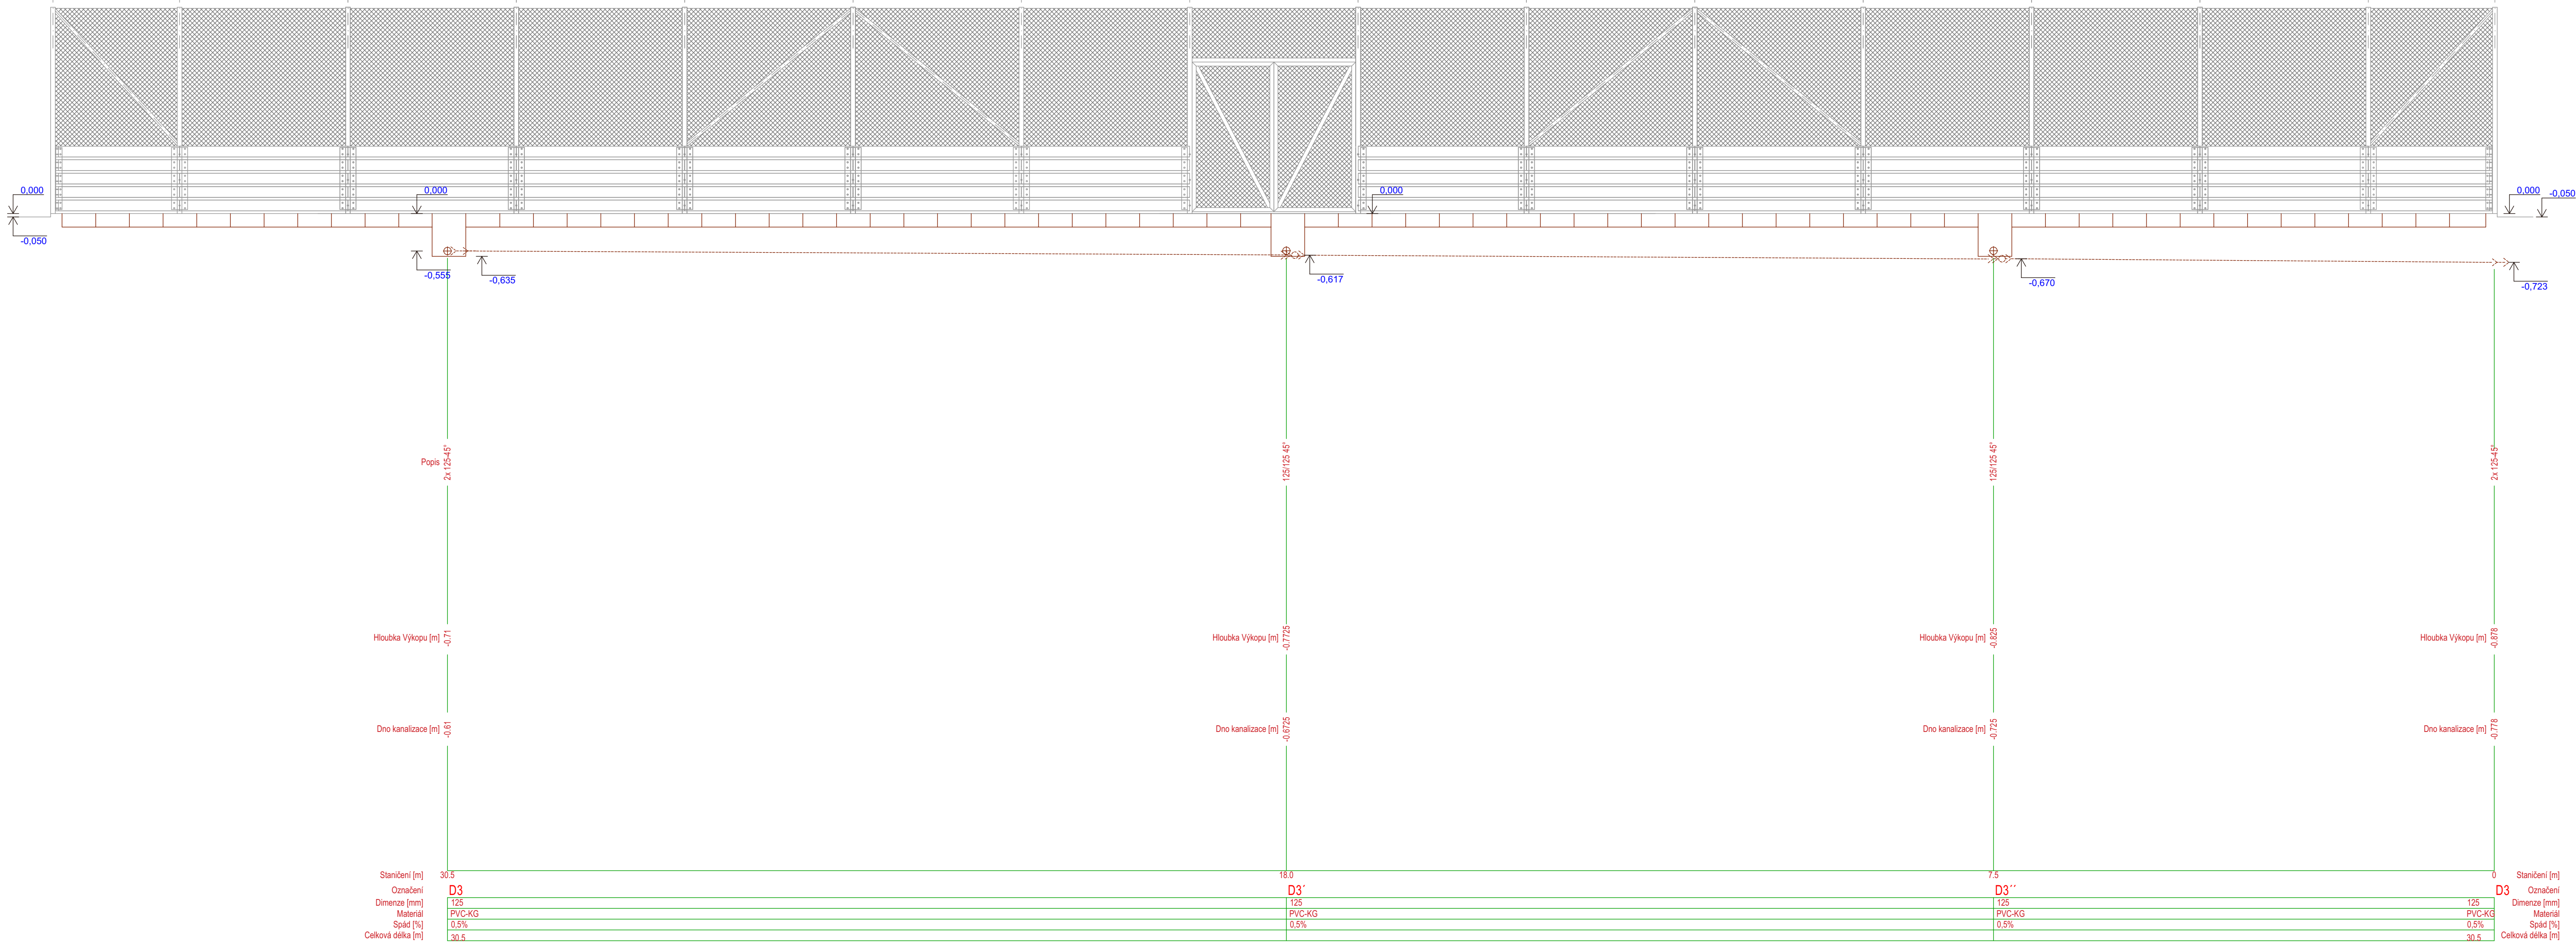 0,000
0,000
0,000
0,000
-0,050
-0,050
-0,555
-0,635
-0,617
-0,670
-0,723
Popis
2x 125-45°
125/125 45°
125/125 45°
2x 125-45°
Hloubka Výkopu [m]
-0.71
Hloubka Výkopu [m]
-0.7725
Hloubka Výkopu [m]
-0.825
Hloubka Výkopu [m]
-0.878
Dno kanalizace [m]
-0.61
Dno kanalizace [m]
-0.6725
Dno kanalizace [m]
-0.725
Dno kanalizace [m]
-0.778
Staničení [m] 30.5 18.0 7.5 0 Staničení [m]
Označení D3 D3´ D3´´ D3 Označení
Dimenze [mm] 125 125 125 125 Dimenze [mm]
Materiál PVC-KG PVC-KG PVC-KG PVC-KG Materiál
Spád [%] 0,5% 0,5% 0,5% 0,5% Spád [%]
Celková délka [m] 30.5 30.5 Celková délka [m]